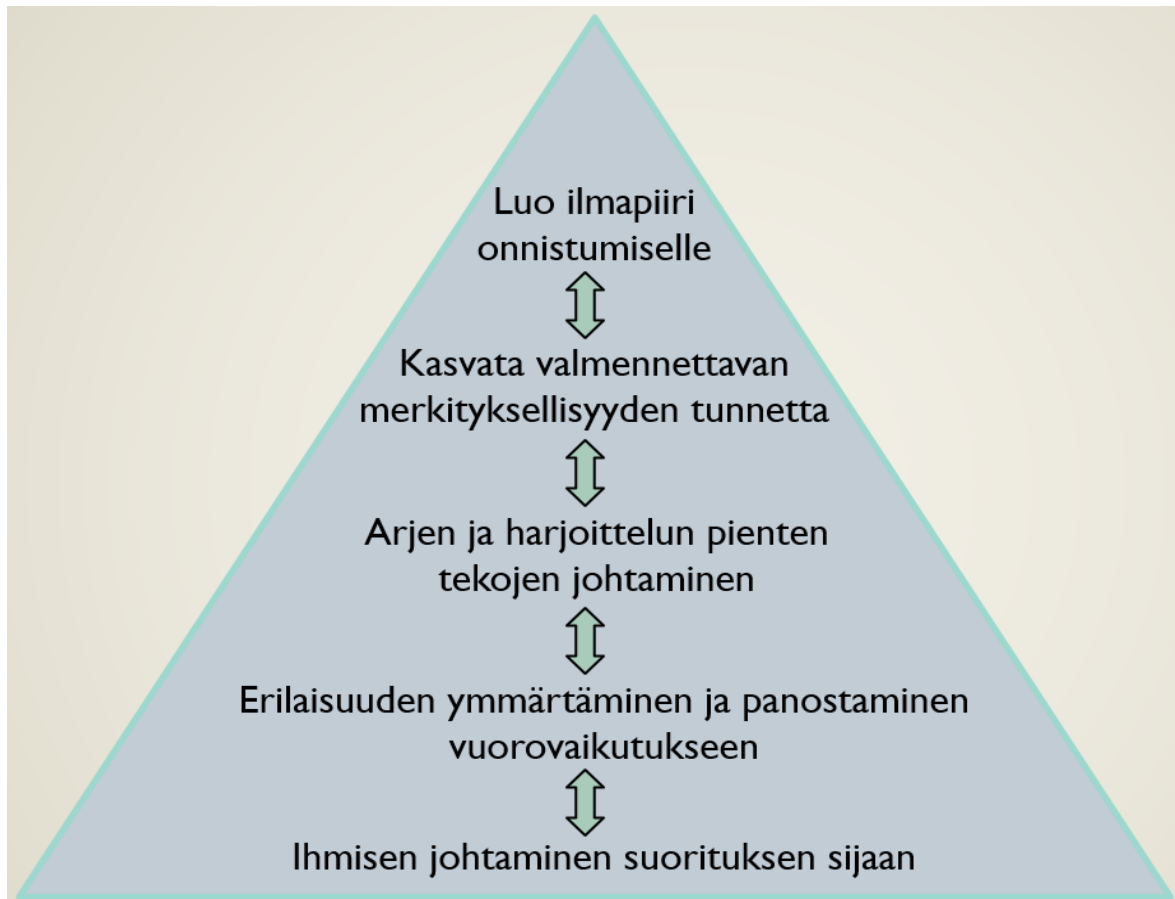 Luo ilmapiiri
onnistumiselle
Kasvata valmennettavan
merkityksellisyyden tunnetta
Arjen ja harjoittelun pienten
tekojen johtaminen
Erilaisuuden ymmärtäminen ja panostaminen
vuorovaikutukseen
Ihmisen johtaminen suorituksen sijaan